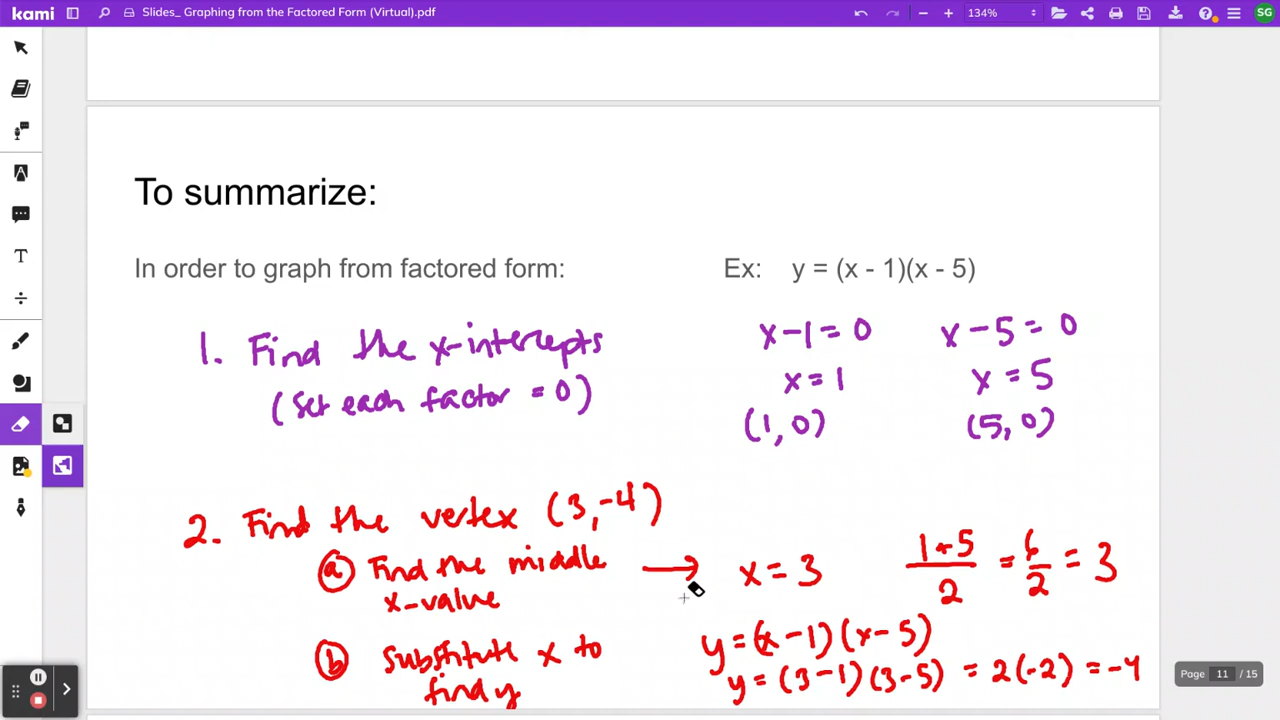 kami Slides_ Graphing from the Factored Form (Virtual).pdf 134% SG
To summarize:
In order to graph from factored form:
Ex: y = (x - 1)(x - 5)
1. Find the x-intercepts
(Set each factor = 0)
x-1=0 x-5=0
x=1 x=5
(1,0) (5,0)
2. Find the vertex (3,-4)
ⓐ Find the middle → x=3 1+5/2 = 6/2 = 3
x-value
ⓑ Substitute x to y=(x-1)(x-5)
find y y=(3-1)(3-5) = 2(-2) = -4
Page 11 / 15